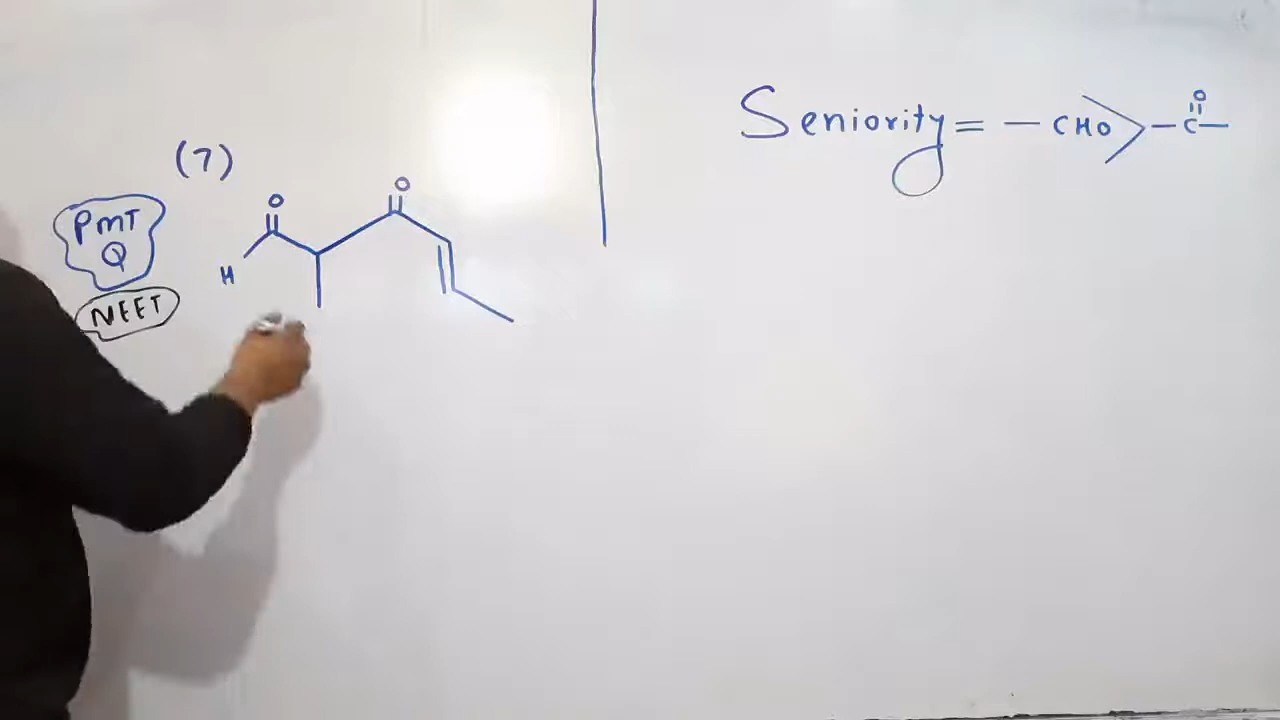 (7)
PMT
Q
NEET
O
H
O
Seniority = — CHO > — C —
O